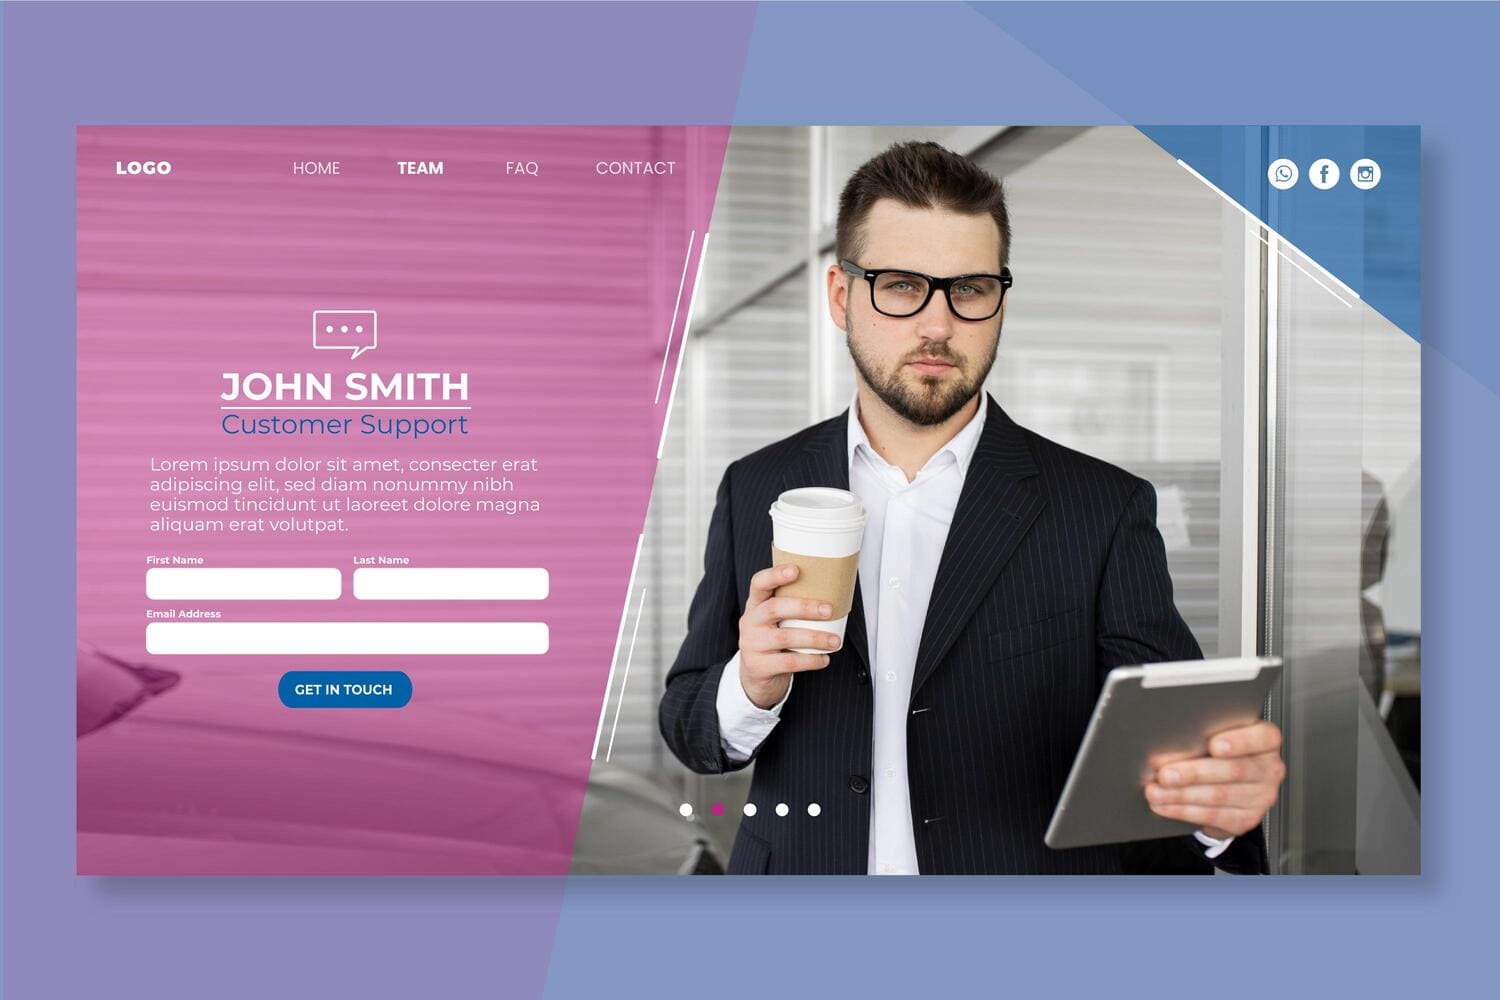 LOGO
HOME
TEAM
FAQ
CONTACT
JOHN SMITH
Customer Support
Lorem ipsum dolor sit amet, consecter erat
adipiscing elit, sed diam nonummy nibh
euismod tincidunt ut laoreet dolore magna
aliquam erat volutpat.
First Name
Last Name
Email Address
GET IN TOUCH